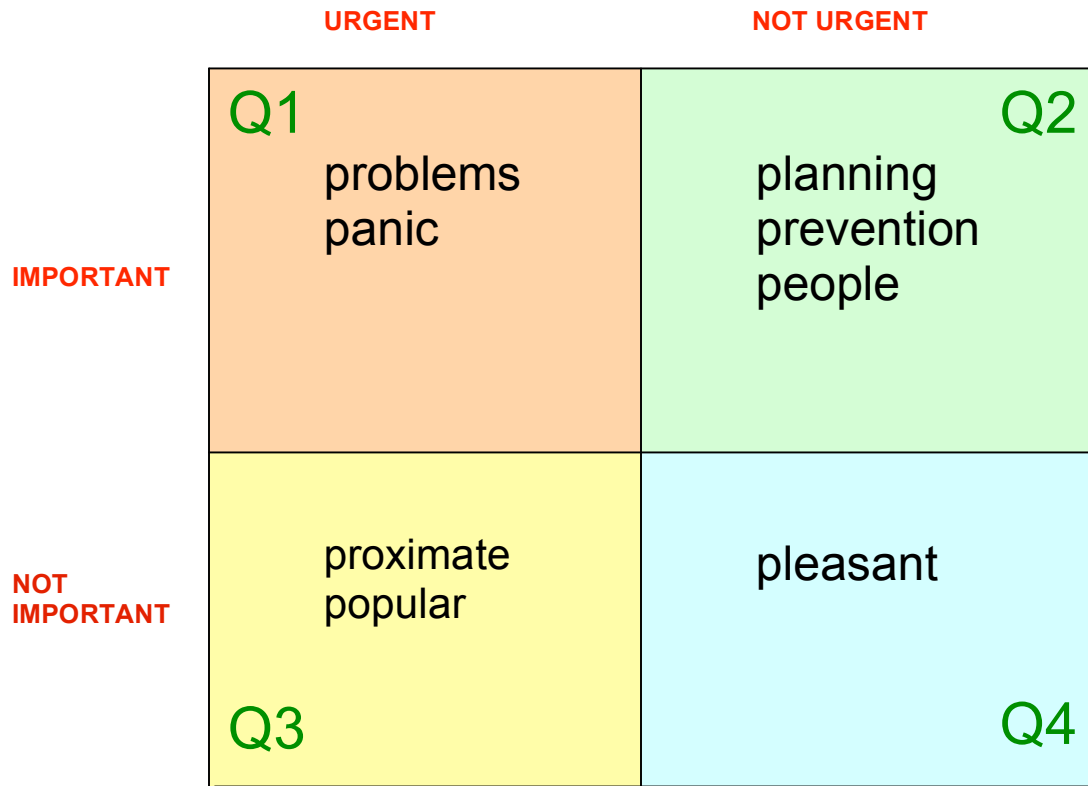 URGENT
NOT URGENT
Q1
Q2
problems
panic
planning
prevention
people
IMPORTANT
proximate
popular
pleasant
NOT
IMPORTANT
Q3
Q4